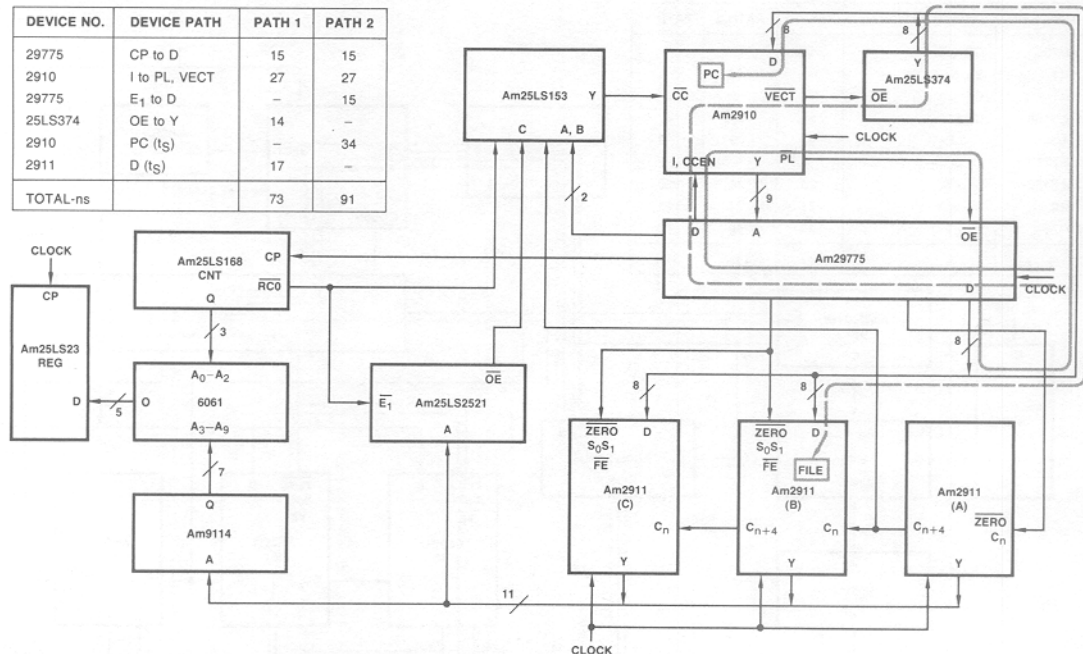 DEVICE NO. DEVICE PATH PATH 1 PATH 2
29775 CP to D 15 15
2910 I to PL, VECT 27 27
29775 E1 to D – 15
25LS374 OE to Y 14 –
2910 PC (tS) – 34
2911 D (tS) 17 –
TOTAL-ns 73 91
Am25LS153
Y
C A, B
2
8
D
PC
CC VECT
Am2910
I, CCEN Y PL
CLOCK
9
8
Y
Am25LS374
OE
D A OE
Am29775
D
CLOCK
8
CLOCK
CP
Am25LS23
REG
D
5
Am25LS168
CNT
CP
RC0
Q
3
A0–A2
O 6061
A3–A9
7
Q
Am9114
A
OE
E1 Am25LS2521
A
8
ZERO D
S0S1
FE
Am2911
(C)
Cn
Y
8
ZERO D
S0S1
FE FILE
Am2911
(B)
Cn+4 Cn
Y
Am2911
(A)
Cn+4 ZERO
Cn
Y
11
CLOCK